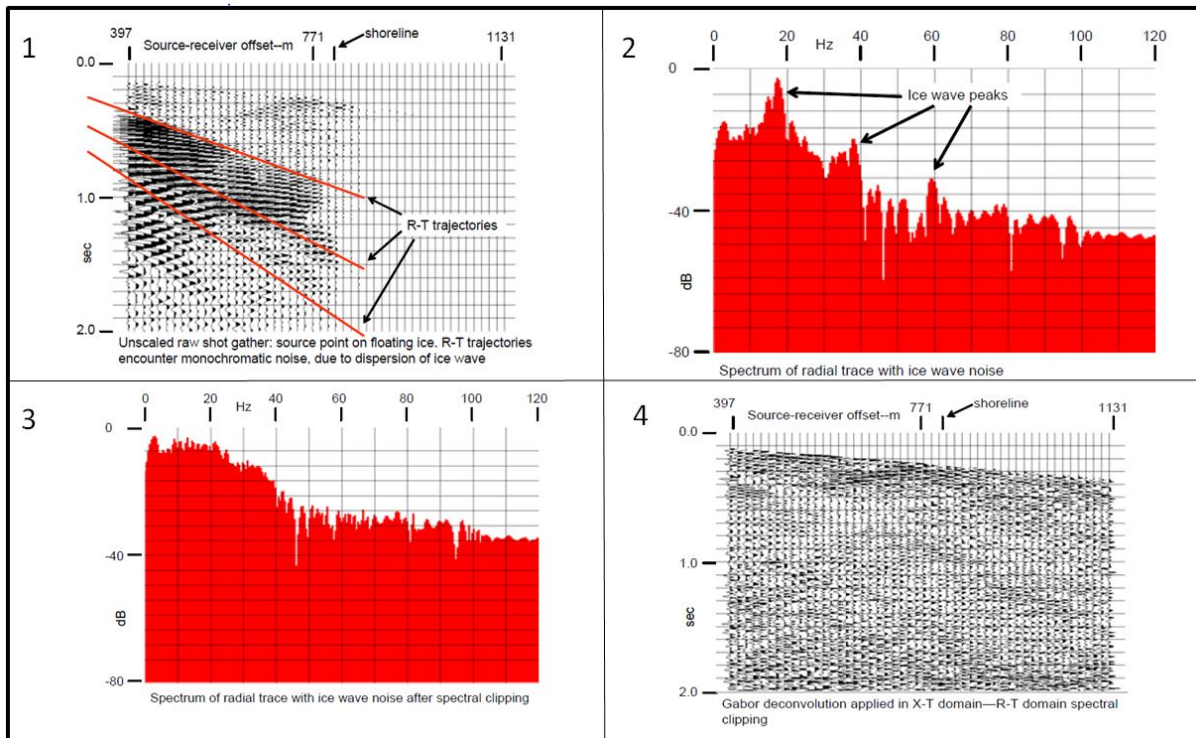 1
397
771
shoreline
1131
Source-receiver offset--m
0.0
1.0
sec
2.0
R-T trajectories
Unscaled raw shot gather: source point on floating ice. R-T trajectories
encounter monochromatic noise, due to dispersion of ice wave
2
0 20 40 60 80 100 120
Hz
0
Ice wave peaks
-40
dB
-80
Spectrum of radial trace with ice wave noise
3
0 20 40 60 80 100 120
Hz
0
-40
dB
-80
Spectrum of radial trace with ice wave noise after spectral clipping
4
397
771
shoreline
1131
Source-receiver offset--m
0.0
1.0
sec
2.0
Gabor deconvolution applied in X-T domain—R-T domain spectral
clipping